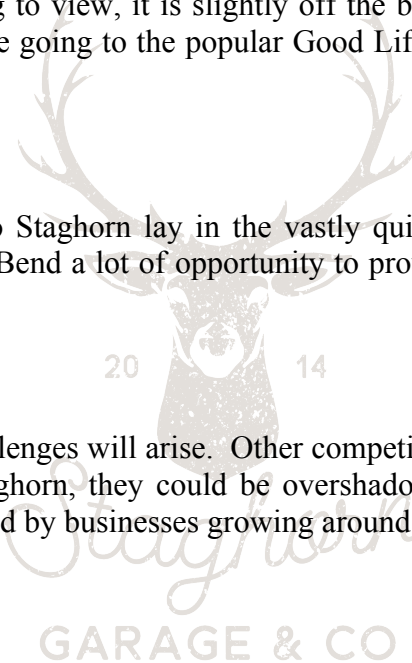 g to view, it is slightly off the b
e going to the popular Good Lif
Staghorn lay in the vastly qui
Bend a lot of opportunity to pro
20 14
lenges will arise. Other competi
ghorn, they could be overshado
d by businesses growing around
Staghorn
GARAGE & CO